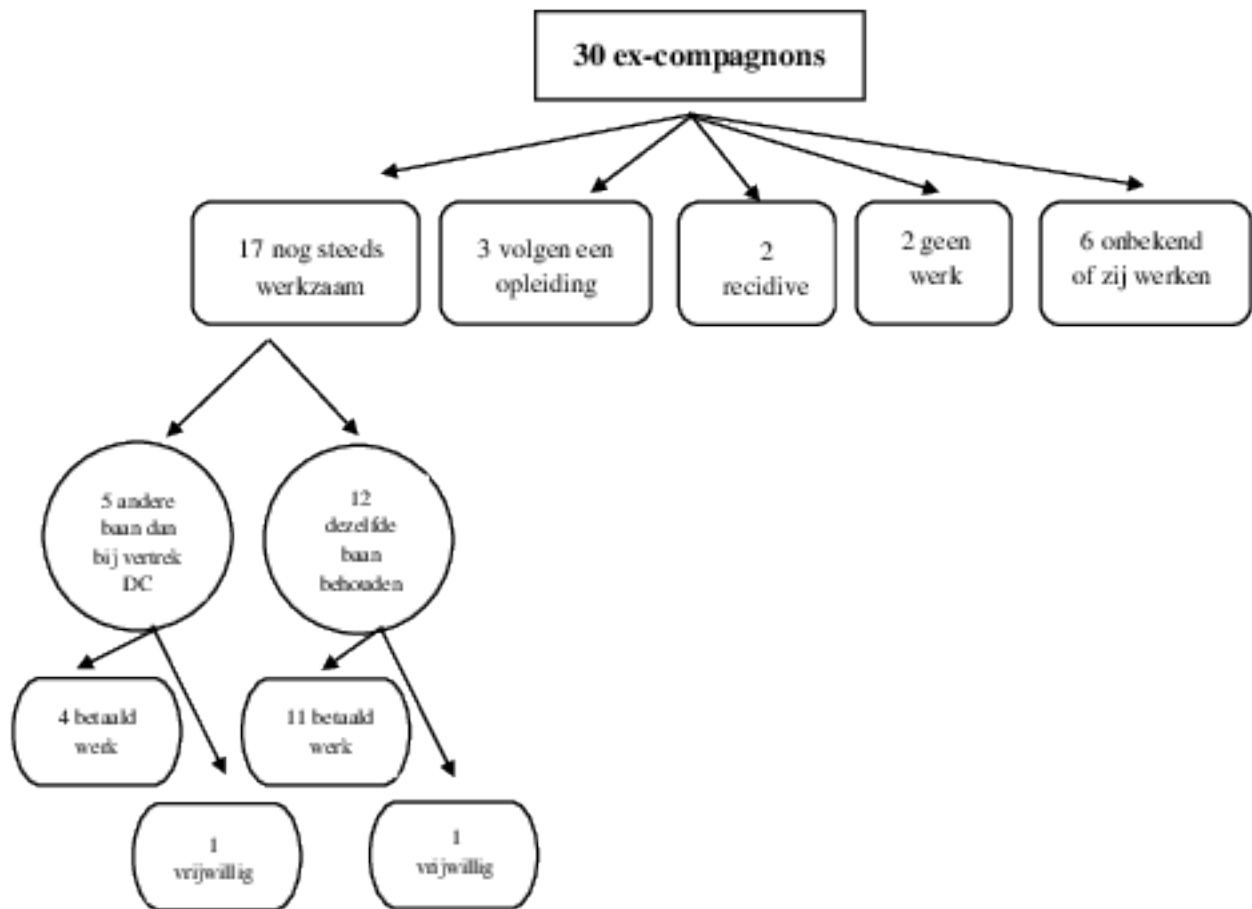 30 ex-compagnons
17 nog steeds
werkzaam
3 volgen een
opleiding
2
recidive
2 geen
werk
6 onbekend
of zij werken
5 andere
baan dan
bij vertrek
DC
12
dezelfde
baan
behouden
4 betaald
werk
11 betaald
werk
1
vrijwillig
1
vrijwillig